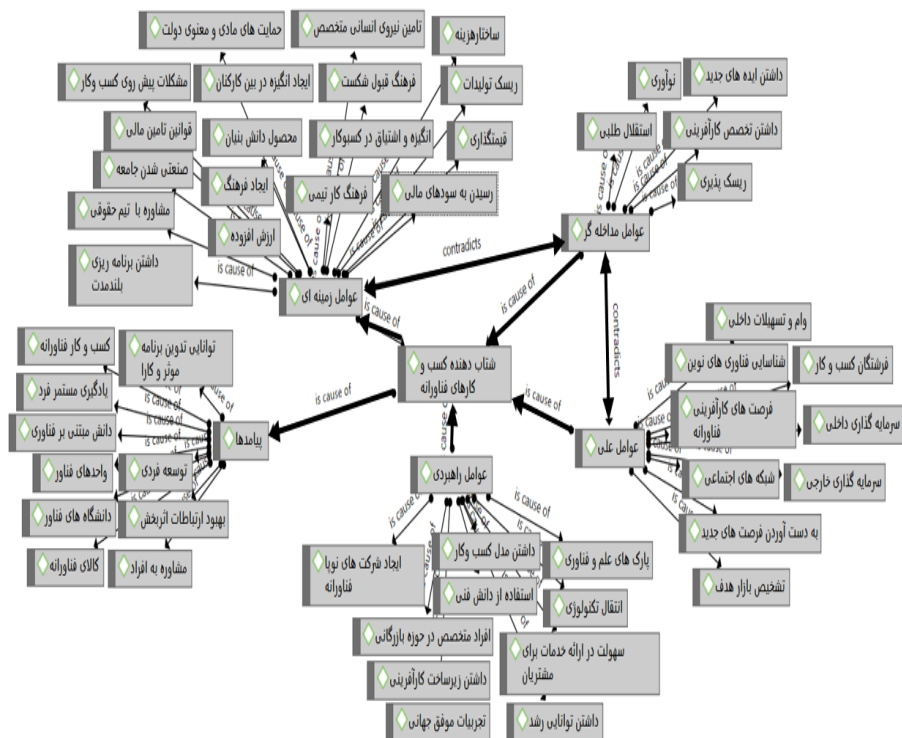 حمایت های مادی و معنوی دولت
تامین نیروی انسانی متخصص
ساختارهزینه
مشکلات پیش روی کسب وکار
ایجاد انگیزه در بین کارکنان
فرهنگ قبول شکست
ریسک تولیدات
نوآوری
داشتن ایده های جدید
قوانین تامین مالی
محصول دانش بنیان
انگیزه و اشتیاق در کسبوکار
قیمتگذاری
استقلال طلبی
داشتن تخصص کارآفرینی
صنعتی شدن جامعه
ایجاد فرهنگ
فرهنگ کار تیمی
رسیدن به سودهای مالی
ریسک پذیری
مشاوره با تیم حقوقی
ارزش افزوده
عوامل مداخله گر
داشتن برنامه ریزی
بلندمدت
عوامل زمینه ای
is cause of
is cause of
is cause of
contradicts
is cause of
is cause of
contradicts
شتاب دهنده کسب و
کارهای فناورانه
is cause of
is cause of
وام و تسهیلات داخلی
کسب و کار فناورانه
توانایی تدوین برنامه
موثر و کارا
شناسایی فناوری های نوین
فرشتگان کسب و کار
یادگیری مستمر فرد
فرصت های کارآفرینی
فناورانه
سرمایه گذاری داخلی
دانش مبتنی بر فناوری
پیامدها
عوامل علی
واحدهای فناور
توسعه فردی
عوامل راهبردی
شبکه های اجتماعی
سرمایه گذاری خارجی
دانشگاه های فناور
بهبود ارتباطات اثربخش
is cause of
is cause of
is cause of
به دست آوردن فرصت های جدید
کالای فناورانه
مشاوره به افراد
ایجاد شرکت های نوپا
فناورانه
داشتن مدل کسب وکار
پارک های علم و فناوری
تشخیص بازار هدف
استفاده از دانش فنی
انتقال تکنولوژی
افراد متخصص در حوزه بازرگانی
سهولت در ارائه خدمات برای
مشتریان
داشتن زیرساخت کارآفرینی
تجربیات موفق جهانی
داشتن توانایی رشد